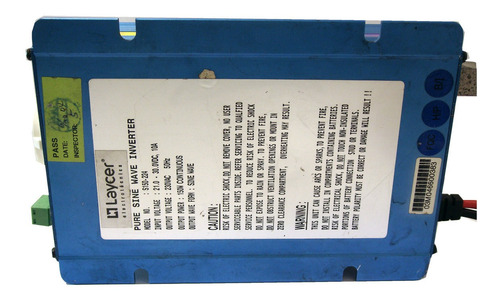 PASS
DATE:
INSPECTOR 5
Laycer
PURE SINE WAVE INVERTER
MODEL NO. : S150-224
INPUT VOLTAGE : 21.0 - 30.0VDC, 10A
OUTPUT VOLTAGE : 230VAC 50Hz
OUTPUT POWER : 150W CONTINUOUS
OUTPUT WAVE FORM : SINE WAVE
CAUTION:
RISK OF ELECTRIC SHOCK. DO NOT REMOVE COVER, NO USER
SERVICEABLE PARTS INSIDE. REFER SERVICING TO QUALIFIED
SERVICE PERSONNEL. TO REDUCE RISK OF ELECTRIC SHOCK
DO NOT EXPOSE TO RAIN OR SPRAY. TO PREVENT FIRE,
DO NOT OBSTRUCT VENTILATION OPENINGS OR MOUNT IN
ZERO CLEARANCE COMPARTMENT, OVERHEATING MAY RESULT.
WARNING:
THIS UNIT CAN CAUSE ARCS OR SPARKS. TO PREVENT FIRE,
DO NOT INSTALL IN COMPARTMENTS CONTAINING BATTERIES.
RISK OF ELECTRICAL SHOCK, DO NOT TOUCH NON-INSULATED
PORTIONS OF BATTERY CONNECTION STUD OR TERMINALS.
BATTERY POLARITY MUST BE CORRECT OR DAMAGE WILL RESULT !!